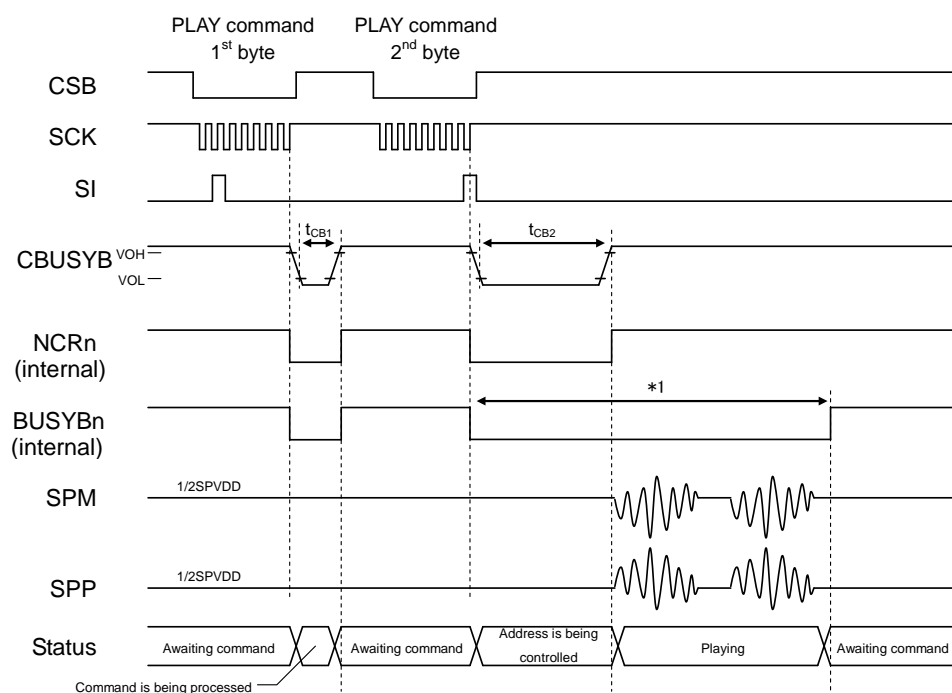 PLAY command
1st byte
PLAY command
2nd byte
CSB
SCK
SI
tCB1
tCB2
CBUSYB
VOH
VOL
NCRn
(internal)
*1
BUSYBn
(internal)
SPM
1/2SPVDD
SPP
1/2SPVDD
Status
Awaiting command
Awaiting command
Address is being
controlled
Playing
Awaiting command
Command is being processed